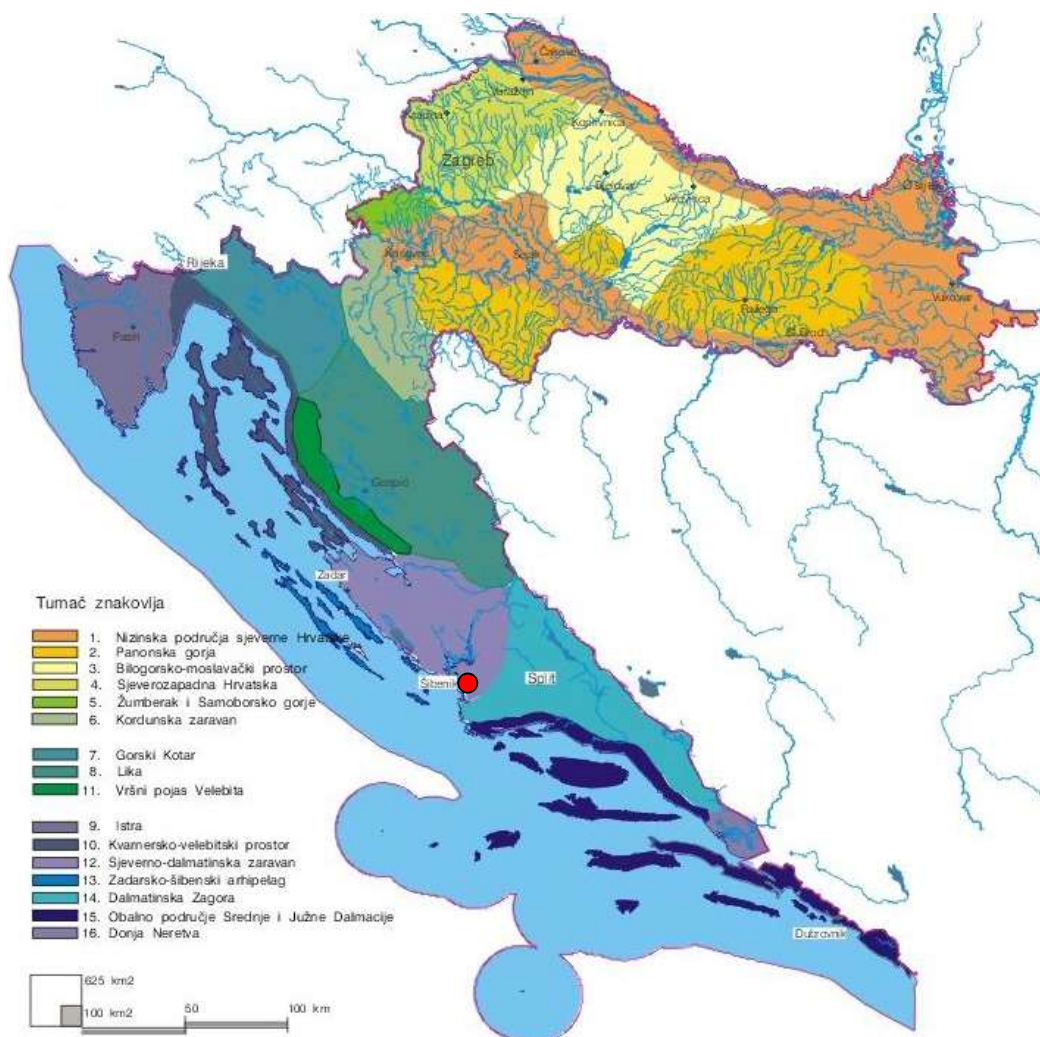 Čakovec
Varaždin
Krapina
Koprivnica
Zagreb
Bjelovar
Virovitica
Osijek
Rijeka
Karlovac
Sisak
Požega
Vukovar
Sl. Brod
Pazin
Gospić
Zadar
Tumač znakovlja
1. Nizinska područja sjeverne Hrvatske
2. Panonska gorja
3. Bilogorsko-moslavački prostor
4. Sjeverozapadna Hrvatska
5. Žumberak i Samoborsko gorje
6. Kordunska zaravan
Šibenik
Split
7. Gorski Kotar
8. Lika
11. Vršni pojas Velebita
9. Istra
10. Kvarnersko-velebitski prostor
12. Sjeverno-dalmatinska zaravan
13. Zadarsko-šibenski arhipelag
14. Dalmatinska Zagora
15. Obalno područje Srednje i Južne Dalmacije
16. Donja Neretva
Dubrovnik
625 km2
100 km2
50
100 km